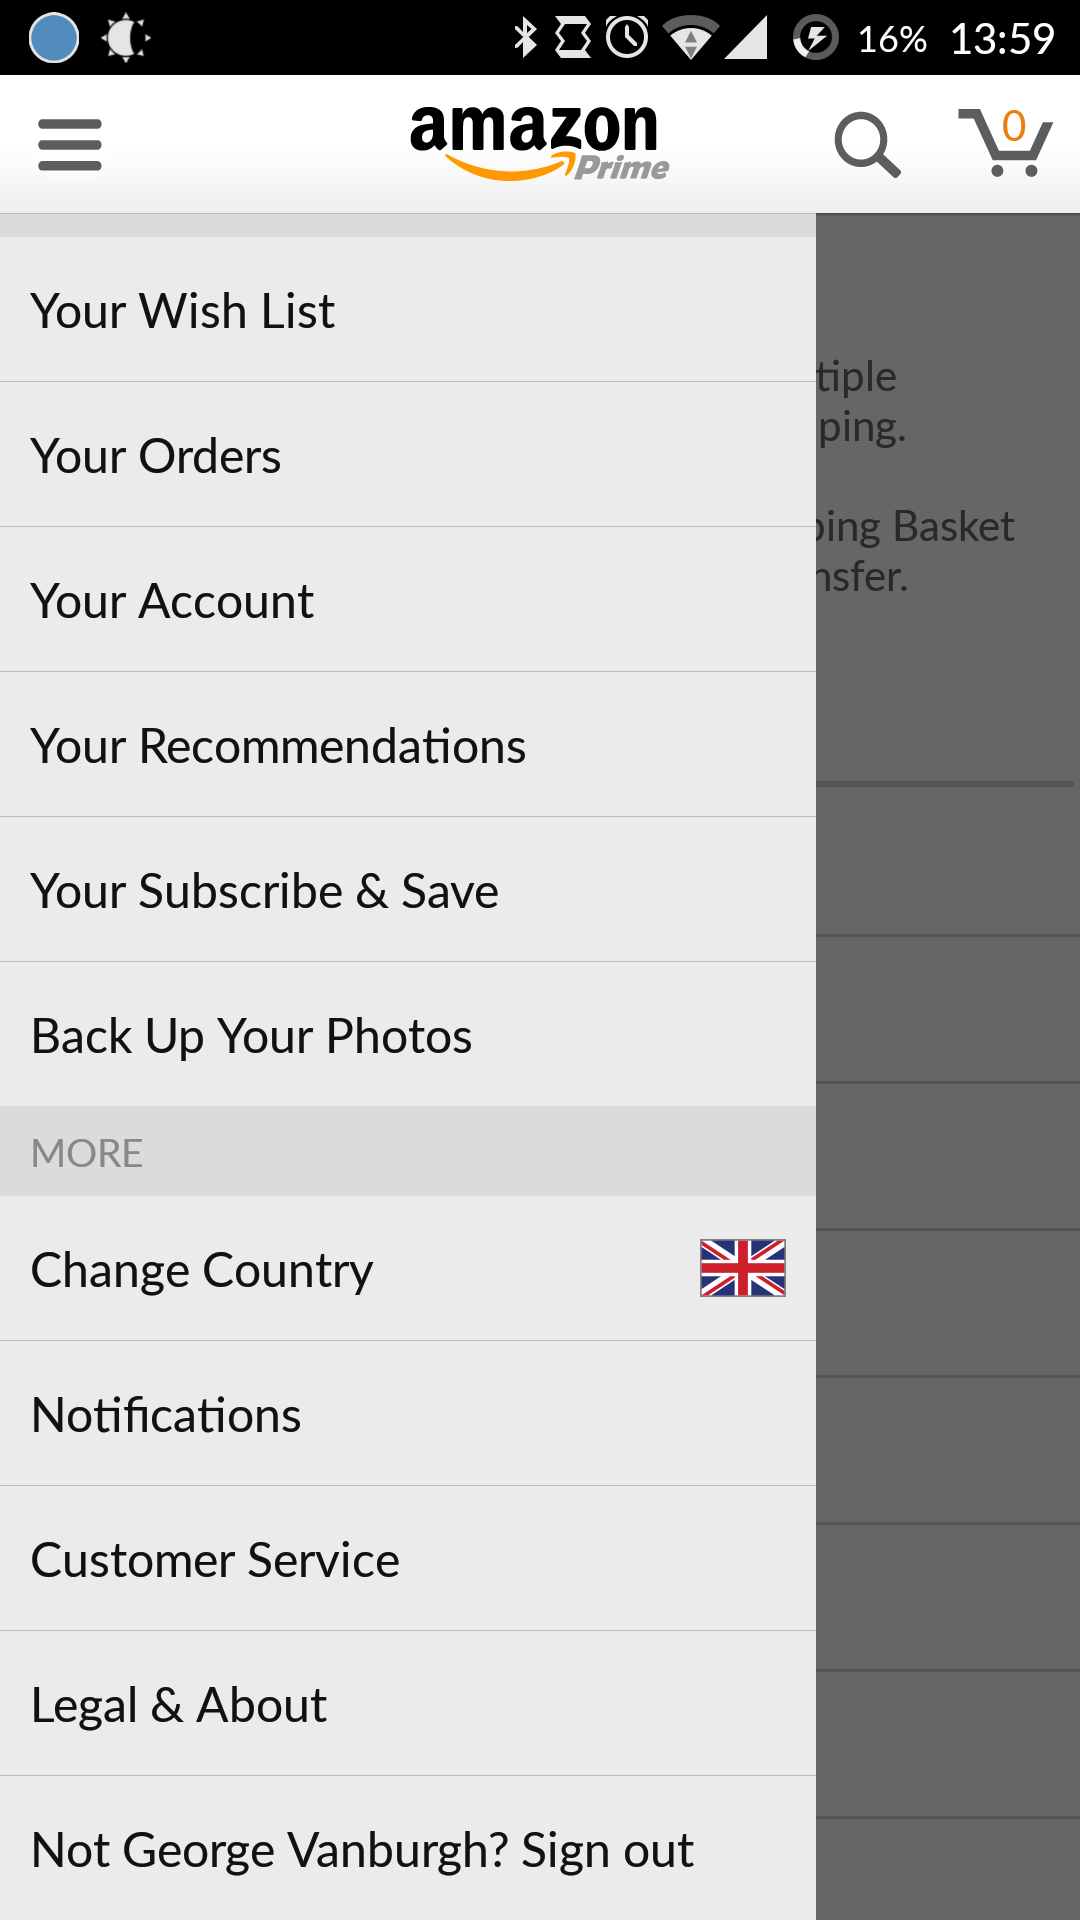 16% 13:59
amazon
Prime
0
Your Wish List
tiple
ping.
Your Orders
ing Basket
nsfer.
Your Account
Your Recommendations
Your Subscribe & Save
Back Up Your Photos
MORE
Change Country
Notifications
Customer Service
Legal & About
Not George Vanburgh? Sign out